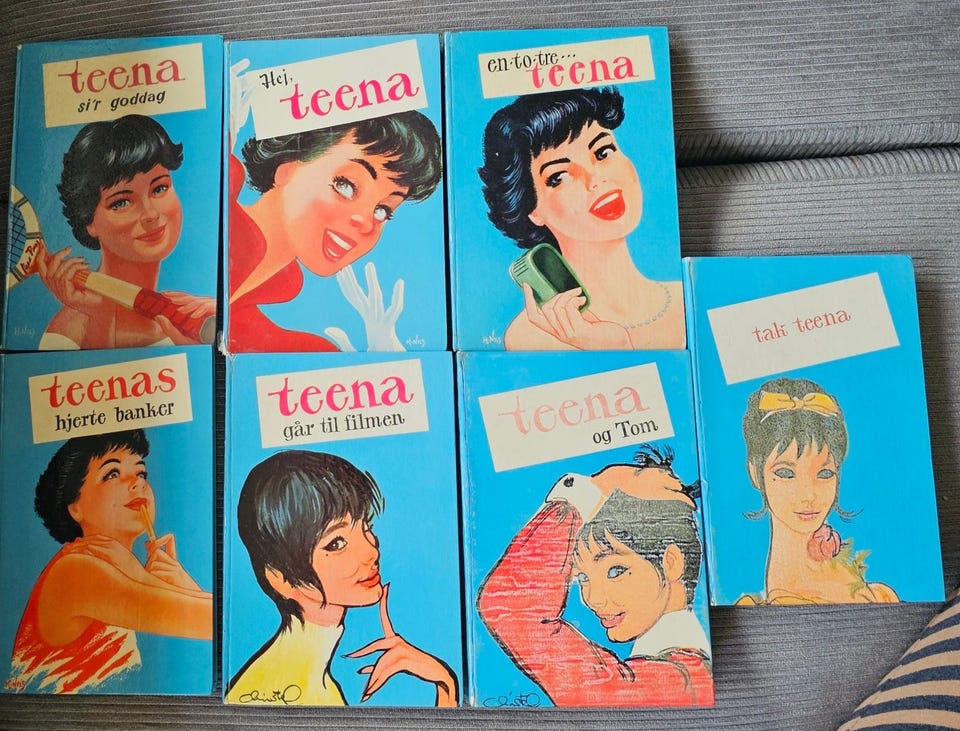 teena
si'r goddag
Hej,
teena
en·to·tre...
teena
tak teena
teenas
hjerte banker
teena
går til filmen
teena
og Tom